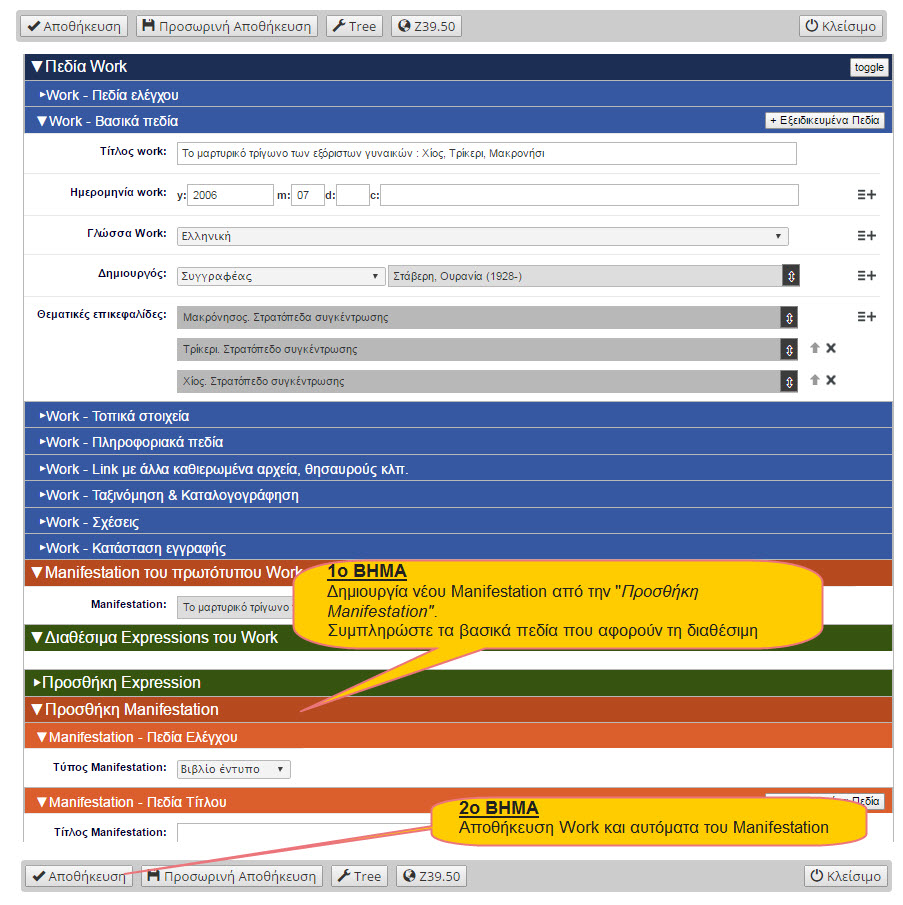 Αποθήκευση Προσωρινή Αποθήκευση Tree Z39.50 Κλείσιμο
Πεδία Work toggle
Work - Πεδία ελέγχου
Work - Βασικά πεδία + Εξειδικευμένα Πεδία
Τίτλος work: Το μαρτυρικό τρίγωνο των εξόριστων γυναικών : Χίος, Τρίκερι, Μακρονήσι
Ημερομηνία work: y: 2006 m: 07 d: c:
Γλώσσα Work: Ελληνική
Δημιουργός: Συγγραφέας Στάβερη, Ουρανία (1928-)
Θεματικές επικεφαλίδες: Μακρόνησος. Στρατόπεδα συγκέντρωσης
Τρίκερι. Στρατόπεδο συγκέντρωσης
Χίος. Στρατόπεδο συγκέντρωσης
Work - Τοπικά στοιχεία
Work - Πληροφοριακά πεδία
Work - Link με άλλα καθιερωμένα αρχεία, θησαυρούς κλπ.
Work - Ταξινόμηση & Καταλογογράφηση
Work - Σχέσεις
Work - Κατάσταση εγγραφής
Manifestation του πρωτότυπου Work
1ο ΒΗΜΑ
Δημιουργία νέου Manifestation από την "Προσθήκη
Manifestation".
Συμπληρώστε τα βασικά πεδία που αφορούν τη διαθέσιμη
Manifestation: Το μαρτυρικό τρίγωνο
Διαθέσιμα Expressions του Work
Προσθήκη Expression
Προσθήκη Manifestation
Manifestation - Πεδία Ελέγχου
Τύπος Manifestation: Βιβλίο έντυπο
Manifestation - Πεδία Τίτλου Πεδία
2ο ΒΗΜΑ
Αποθήκευση Work και αυτόματα του Manifestation
Τίτλος Manifestation:
Αποθήκευση Προσωρινή Αποθήκευση Tree Z39.50 Κλείσιμο